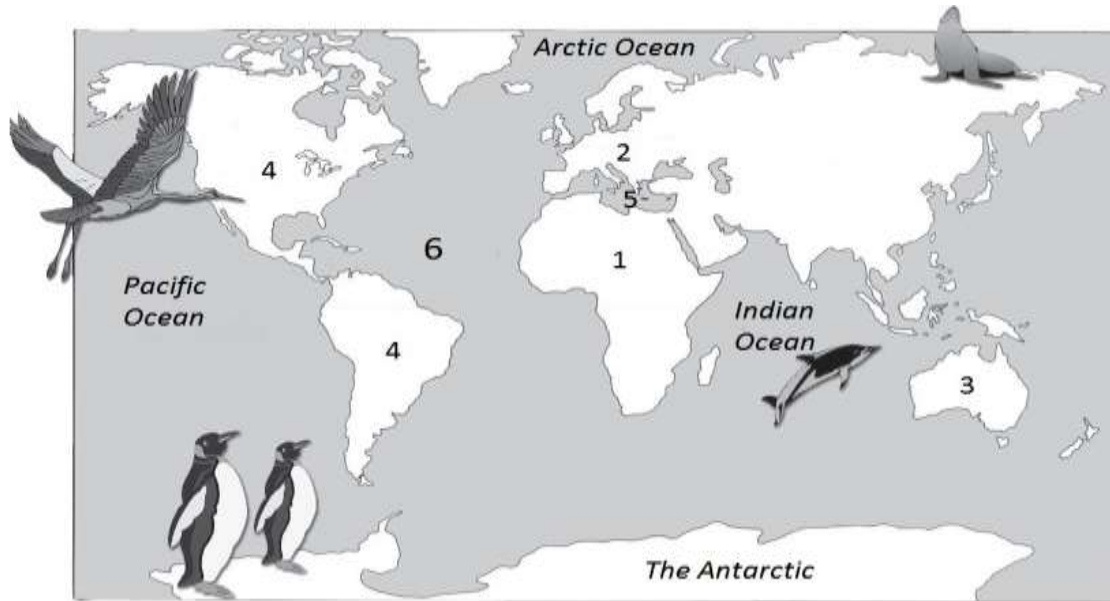 Arctic Ocean
4
2
5-
6
1
Pacific
Ocean
Indian
Ocean
4
3
The Antarctic